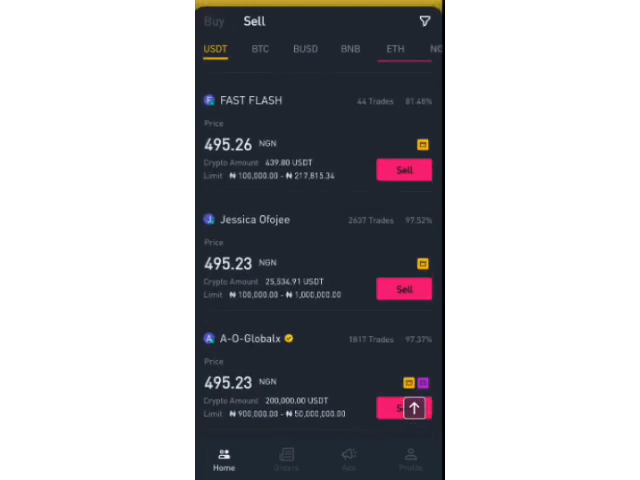 Buy Sell
USDT BTC BUSD BNB ETH
F FAST FLASH 44 Trades 81.48%
Price
495.26 NGN
Crypto Amount 439.80 USDT
Sell
Limit ₦ 100,000.00 - ₦ 217,815.34
J Jessica Ofojee 2637 Trades 97.52%
Price
495.23 NGN
Crypto Amount 25,534.91 USDT
Sell
Limit ₦ 100,000.00 - ₦ 1,000,000.00
A A-O-Globalx 1817 Trades 97.37%
Price
495.23 NGN
Crypto Amount 200,000.00 USDT
Limit ₦ 900,000.00 - ₦ 50,000,000.00
Home Orders Ads Profile